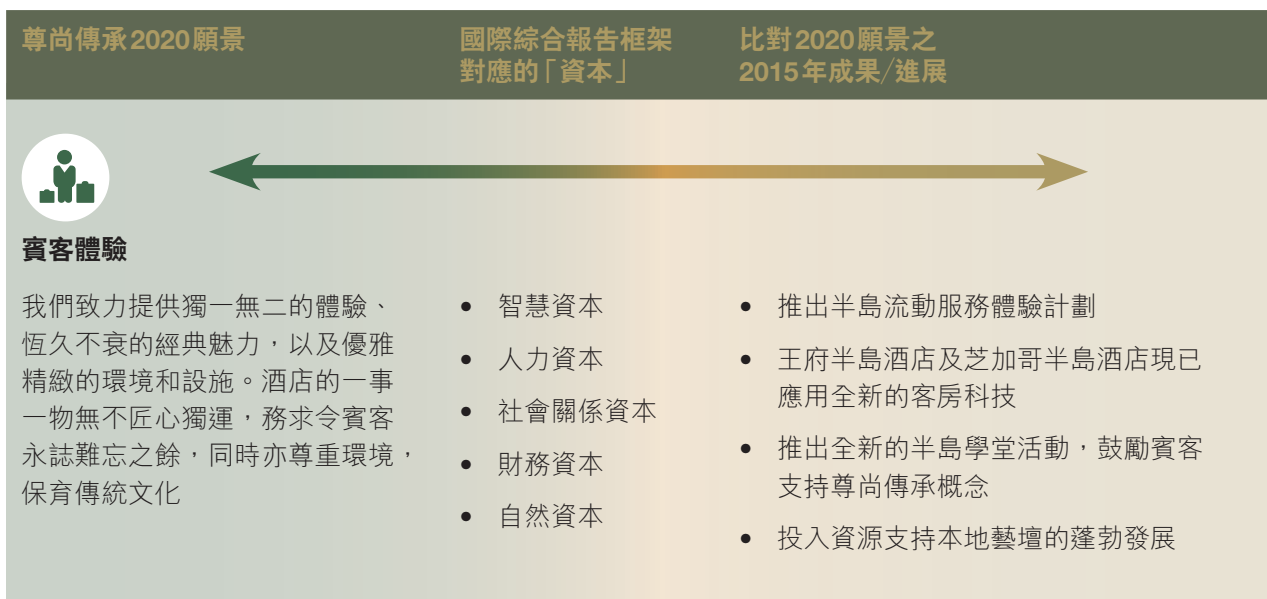 尊尚傳承2020願景
國際綜合報告框架
對應的「資本」
比對2020願景之
2015年成果/進展
賓客體驗
我們致力提供獨一無二的體驗、
恆久不衰的經典魅力，以及優雅
精緻的環境和設施。酒店的一事
一物無不匠心獨運，務求令賓客
永誌難忘之餘，同時亦尊重環境，
保育傳統文化
• 智慧資本
• 人力資本
• 社會關係資本
• 財務資本
• 自然資本
• 推出半島流動服務體驗計劃
• 王府半島酒店及芝加哥半島酒店現已
應用全新的客房科技
• 推出全新的半島學堂活動，鼓勵賓客
支持尊尚傳承概念
• 投入資源支持本地藝壇的蓬勃發展